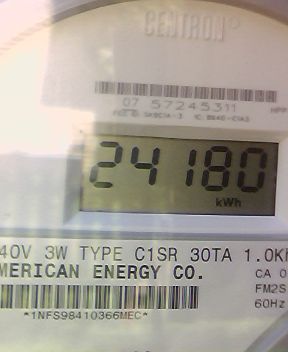 CENTRON®
07 57245311
24180
kWh
40V 3W TYPE C1SR 30TA 1.0K
MERICAN ENERGY CO.
CA 0
FM2S
60Hz
*1NFS98410366MEC*